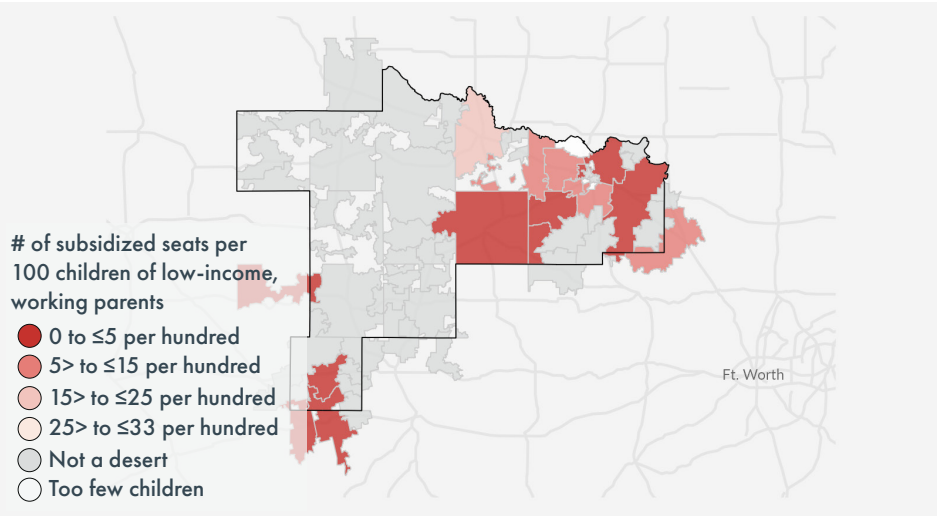 # of subsidized seats per
100 children of low-income,
working parents
0 to ≤5 per hundred
5> to ≤15 per hundred
15> to ≤25 per hundred
25> to ≤33 per hundred
Not a desert
Too few children
Ft. Worth